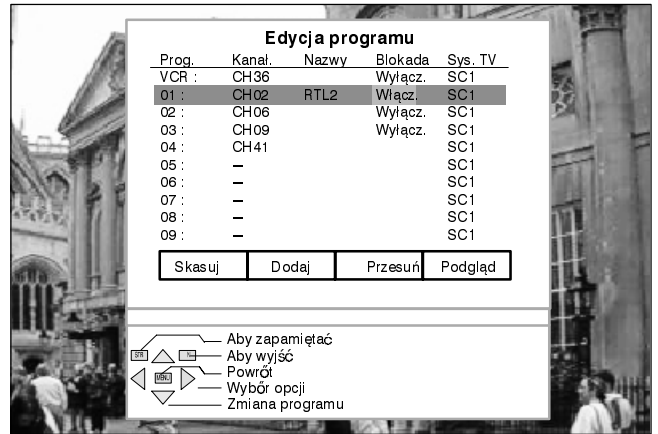 Edycja programu
Prog. Kanał. Nazwy Blokada Sys. TV
VCR : CH36 Wyłącz. SC1
01 : CH02 RTL2 Włącz. SC1
02 : CH06 Wyłącz. SC1
03 : CH09 Wyłącz. SC1
04 : CH41 SC1
05 : – SC1
06 : – SC1
07 : – SC1
08 : – SC1
09 : – SC1
Skasuj Dodaj Przesuń Podgląd
Aby zapamiętać
STR Aby wyjść
MENU Powrót
Wybór opcji
Zmiana programu